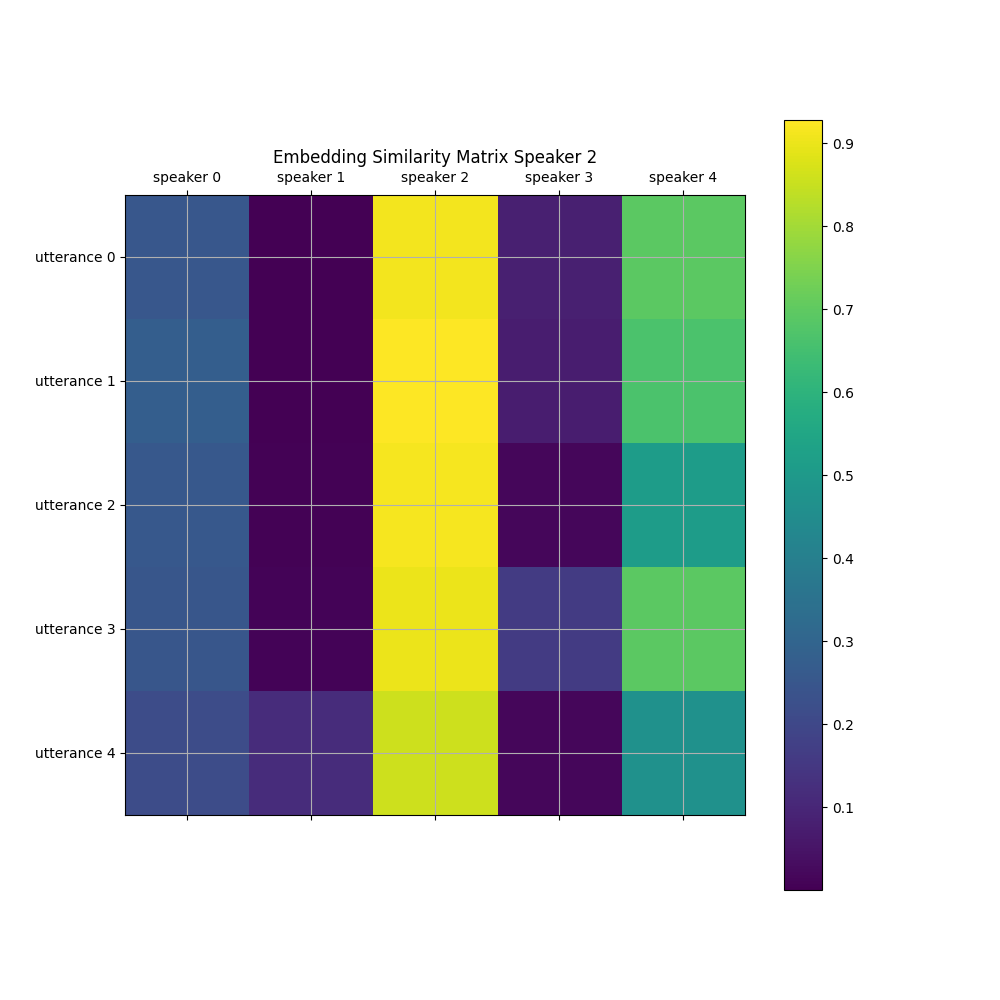 Embedding Similarity Matrix Speaker 2
speaker 0 speaker 1 speaker 2 speaker 3 speaker 4
utterance 0
utterance 1
utterance 2
utterance 3
utterance 4
0.9
0.8
0.7
0.6
0.5
0.4
0.3
0.2
0.1